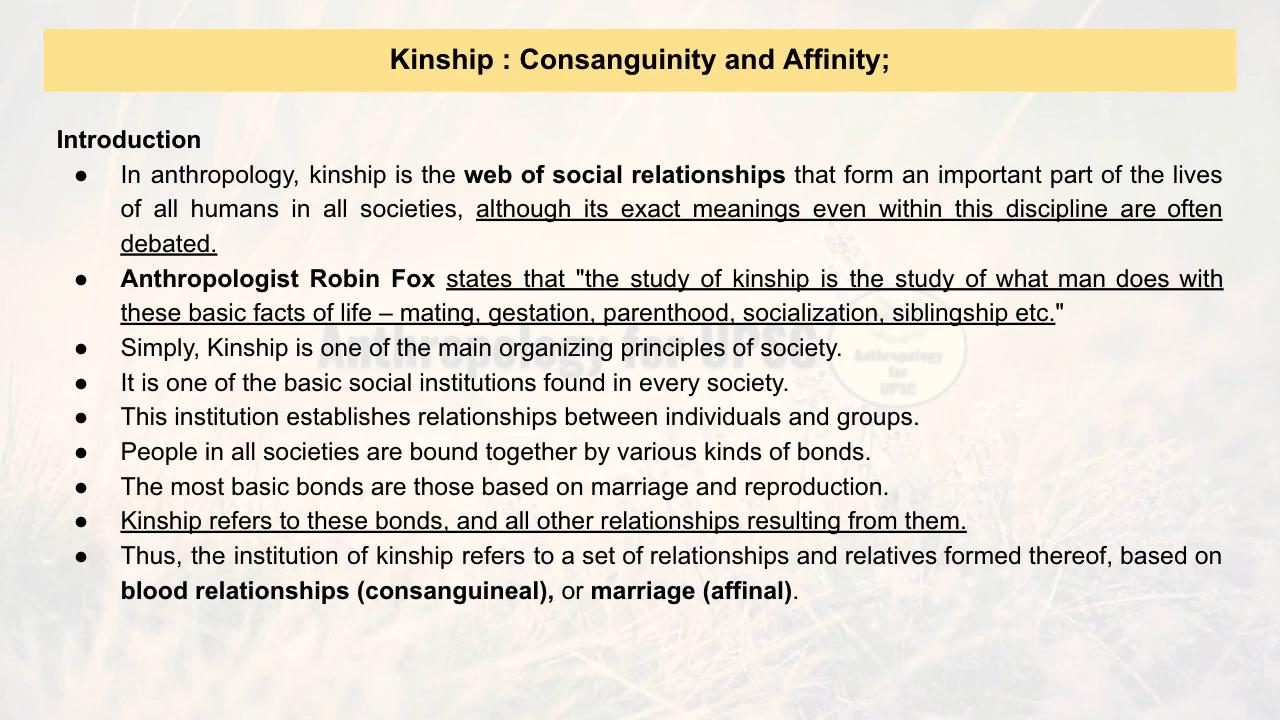 Kinship : Consanguinity and Affinity;
Introduction
● In anthropology, kinship is the web of social relationships that form an important part of the lives
of all humans in all societies, although its exact meanings even within this discipline are often
debated.
● Anthropologist Robin Fox states that "the study of kinship is the study of what man does with
these basic facts of life – mating, gestation, parenthood, socialization, siblingship etc."
● Simply, Kinship is one of the main organizing principles of society.
● It is one of the basic social institutions found in every society.
● This institution establishes relationships between individuals and groups.
● People in all societies are bound together by various kinds of bonds.
● The most basic bonds are those based on marriage and reproduction.
● Kinship refers to these bonds, and all other relationships resulting from them.
● Thus, the institution of kinship refers to a set of relationships and relatives formed thereof, based on
blood relationships (consanguineal), or marriage (affinal).
Anthropology for UPSC
Anthropology
for
UPSC